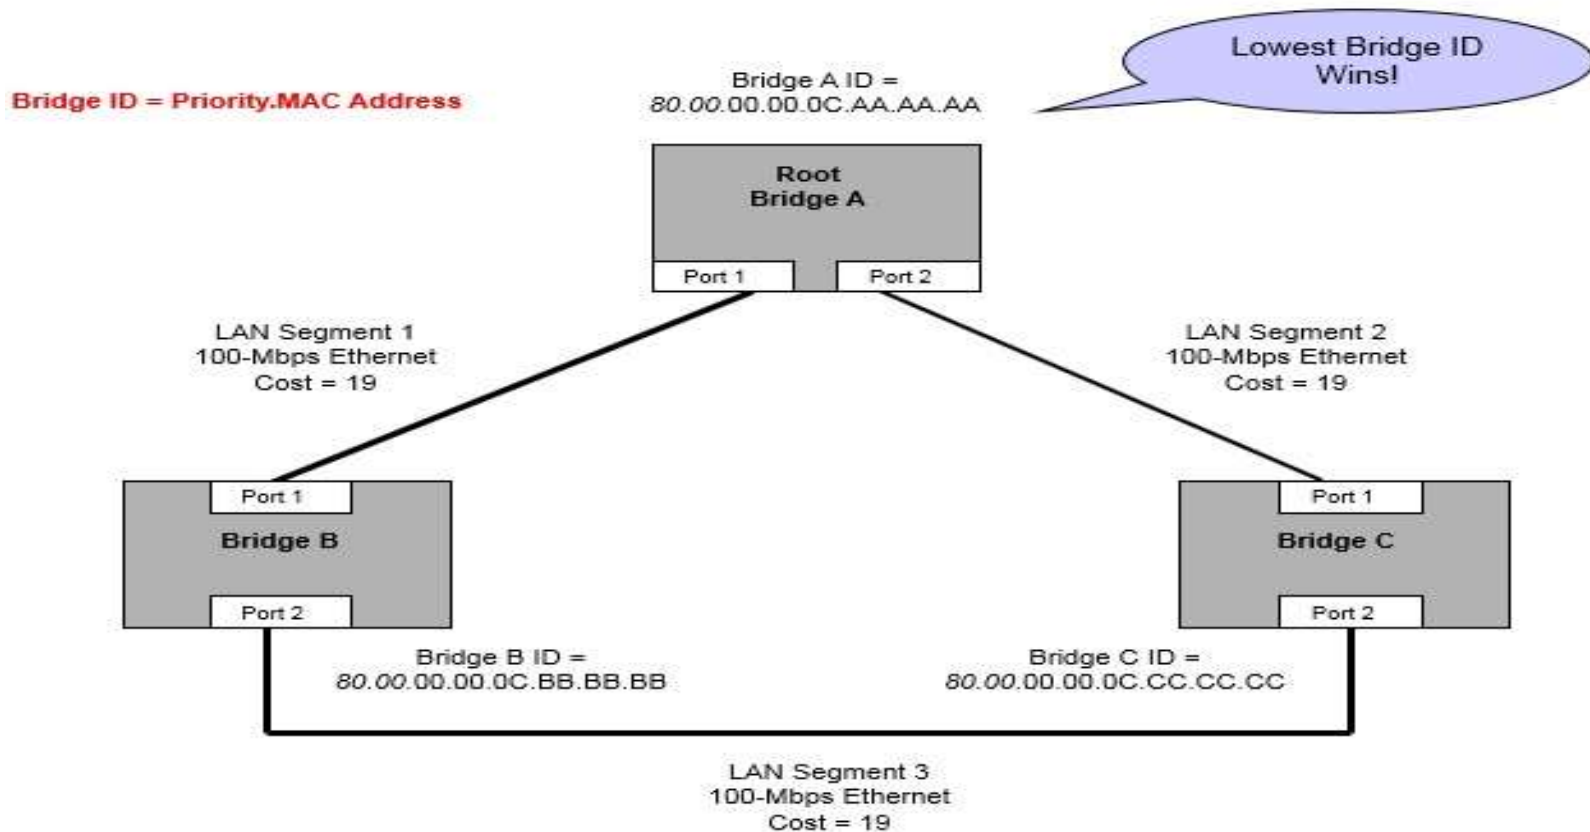 Lowest Bridge ID
Wins!
Bridge ID = Priority.MAC Address
Bridge A ID =
80.00.00.00.0C.AA.AA.AA
Root
Bridge A
Port 1
Port 2
LAN Segment 1
100-Mbps Ethernet
Cost = 19
LAN Segment 2
100-Mbps Ethernet
Cost = 19
Port 1
Bridge B
Port 2
Port 1
Bridge C
Port 2
Bridge B ID =
80.00.00.00.0C.BB.BB.BB
Bridge C ID =
80.00.00.00.0C.CC.CC.CC
LAN Segment 3
100-Mbps Ethernet
Cost = 19